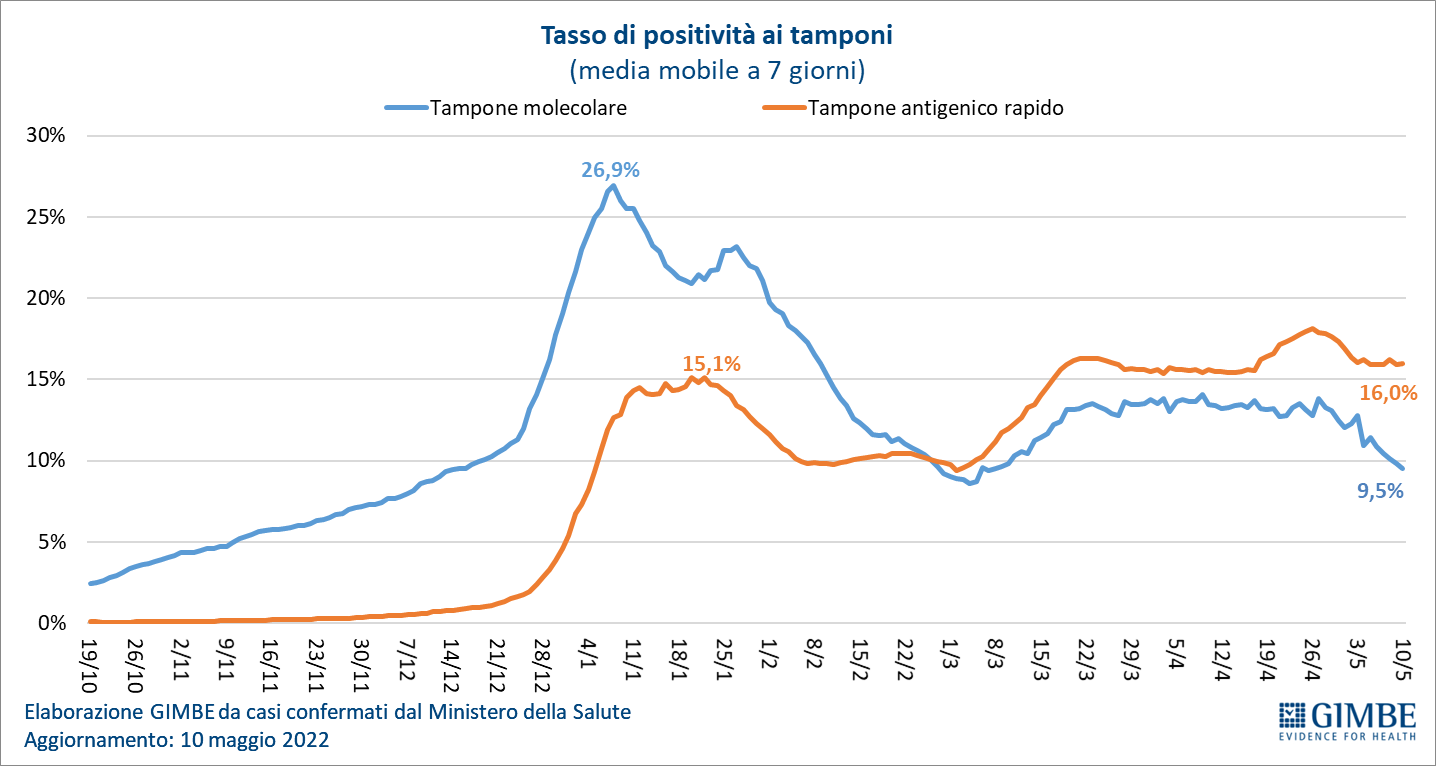 Tasso di positività ai tamponi
(media mobile a 7 giorni)
Tampone molecolare Tampone antigenico rapido
30%
26,9%
25%
20%
15,1%
15%
16,0%
10%
9,5%
5%
0%
19/10 26/10 2/11 9/11 16/11 23/11 30/11 7/12 14/12 21/12 28/12 4/1 11/1 18/1 25/1 1/2 8/2 15/2 22/2 1/3 8/3 15/3 22/3 29/3 5/4 12/4 19/4 26/4 3/5 10/5
Elaborazione GIMBE da casi confermati dal Ministero della Salute
Aggiornamento: 10 maggio 2022
GIMBE
EVIDENCE FOR HEALTH